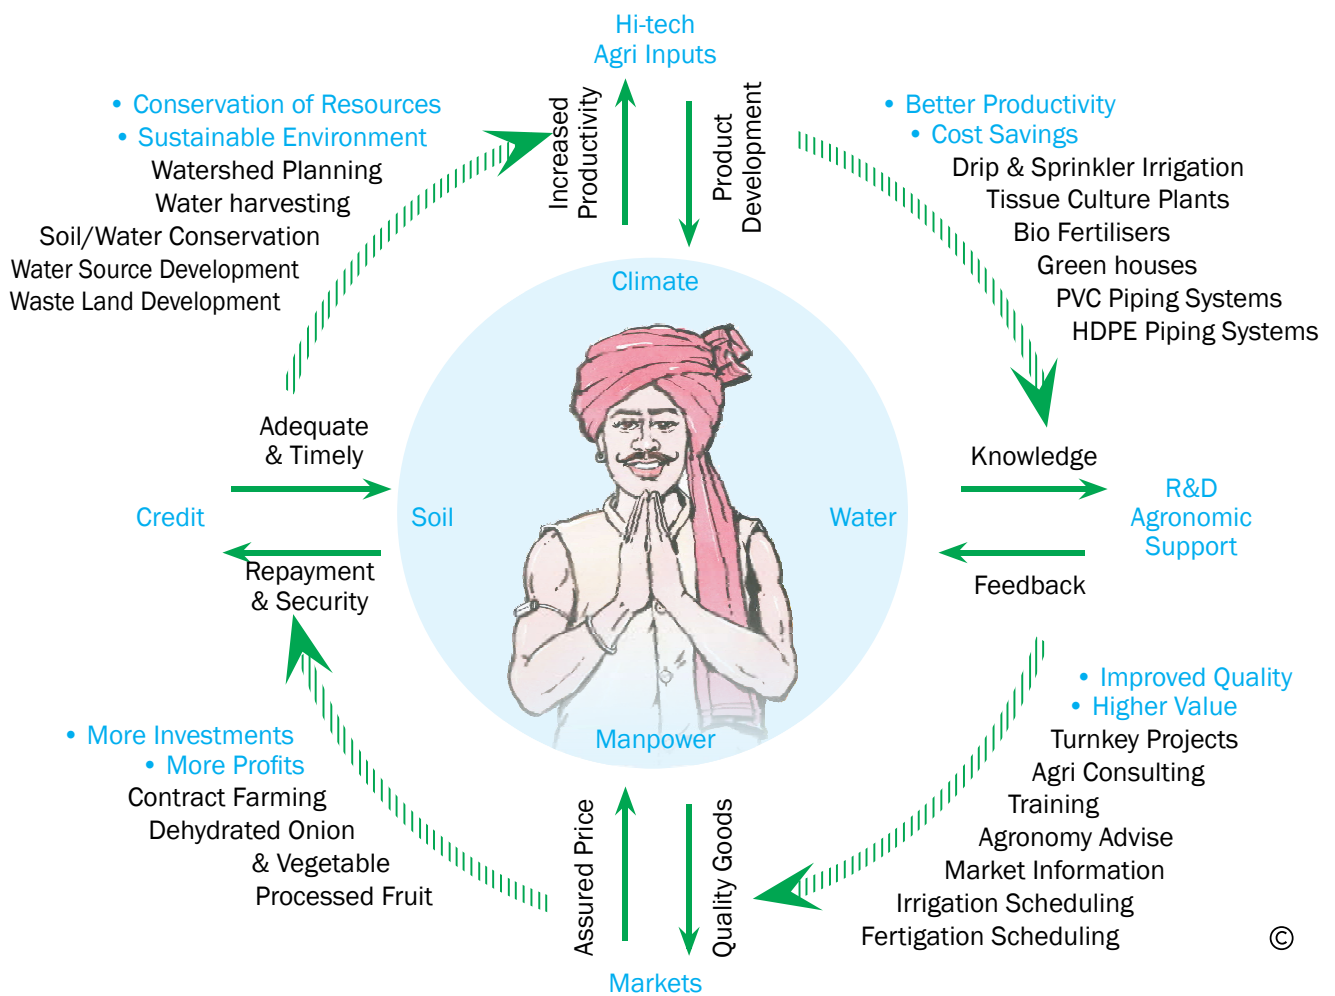 Hi-tech
Agri Inputs
Increased
Productivity
Product
Development
• Conservation of Resources
• Sustainable Environment
Watershed Planning
Water harvesting
Soil/Water Conservation
Water Source Development
Waste Land Development
• Better Productivity
• Cost Savings
Drip & Sprinkler Irrigation
Tissue Culture Plants
Bio Fertilisers
Green houses
PVC Piping Systems
HDPE Piping Systems
Climate
Adequate
& Timely
Credit
Repayment
& Security
Soil
Water
Knowledge
R&D
Agronomic
Support
Feedback
Manpower
• More Investments
• More Profits
Contract Farming
Dehydrated Onion
& Vegetable
Processed Fruit
Assured Price
Quality Goods
• Improved Quality
• Higher Value
Turnkey Projects
Agri Consulting
Training
Agronomy Advise
Market Information
Irrigation Scheduling
Fertigation Scheduling
©
Markets